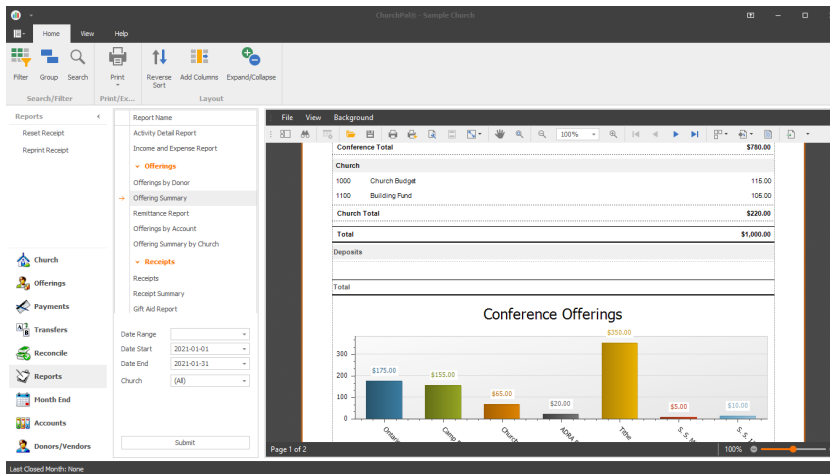 ChurchPaliti - Sample Church
Home View Help
Filter Group Search Print Reverse Sort Add Columns Expand/Collapse
Search/Filter Print/Ex... Layout
Reports
Reset Receipt
Reprint Receipt
Church
Offerings
Payments
Transfers
Reconcile
Reports
Month End
Accounts
Donors/Vendors
Report Name
Activity Detail Report
Income and Expense Report
Offerings
Offerings by Donor
Offering Summary
Remittance Report
Offerings by Account
Offering Summary by Church
Receipts
Receipts
Receipt Summary
Gift Aid Report
Date Range
Date Start 2021-01-01
Date End 2021-01-31
Church (All)
Submit
File View Background
100%
Conference Total $780.00
Church
1000 Church Budget 115.00
1100 Building Fund 105.00
Church Total $220.00
Total $1,000.00
Deposits
Total
Conference Offerings
$350.00
300
200 $175.00 $155.00
100 $65.00 $20.00 $5.00 $10.00
0
Ontario Camp Church ADRA Tithe S. S. S. S.
Page 1 of 2 100%
Last Closed Month: None